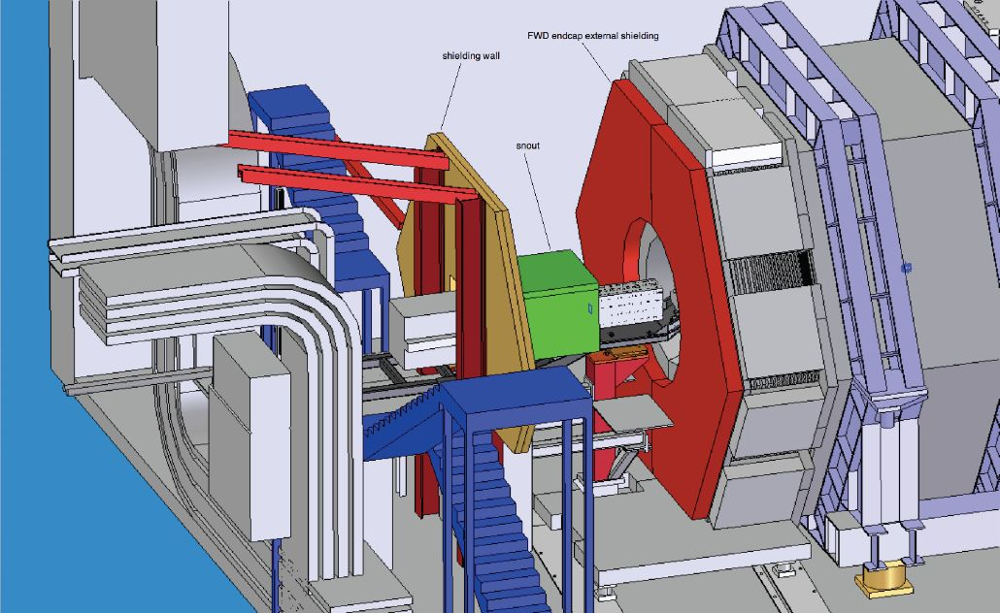 FWD endcap external shielding
shielding wall
snout